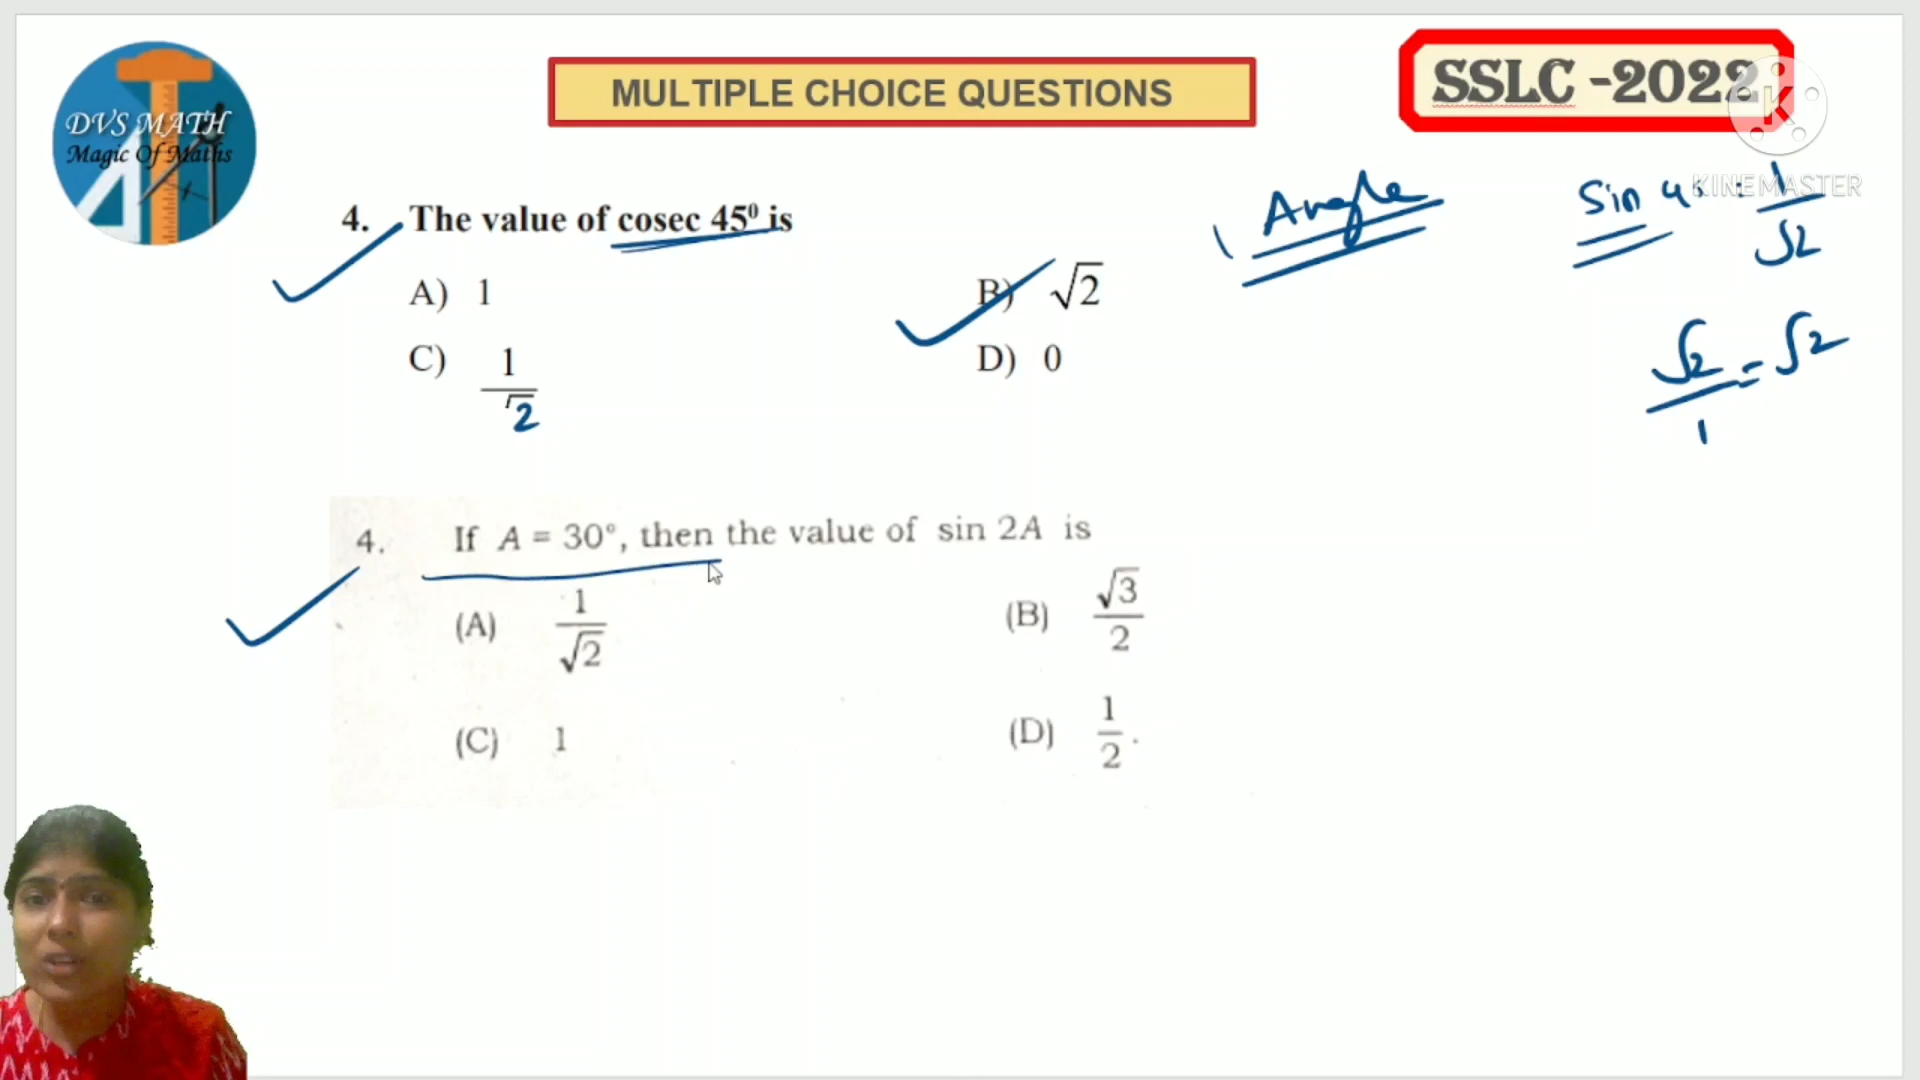 DVS MATH
Magic Of Maths
MULTIPLE CHOICE QUESTIONS
SSLC -2022
KINEMASTER
4. The value of cosec 45⁰ is
A) 1
B) √2
C) 1/√2
D) 0
Angle
Sin 45 = 1/√2
√2/1 = √2
4. If A = 30°, then the value of sin 2A is
(A) 1/√2
(B) √3/2
(C) 1
(D) 1/2.